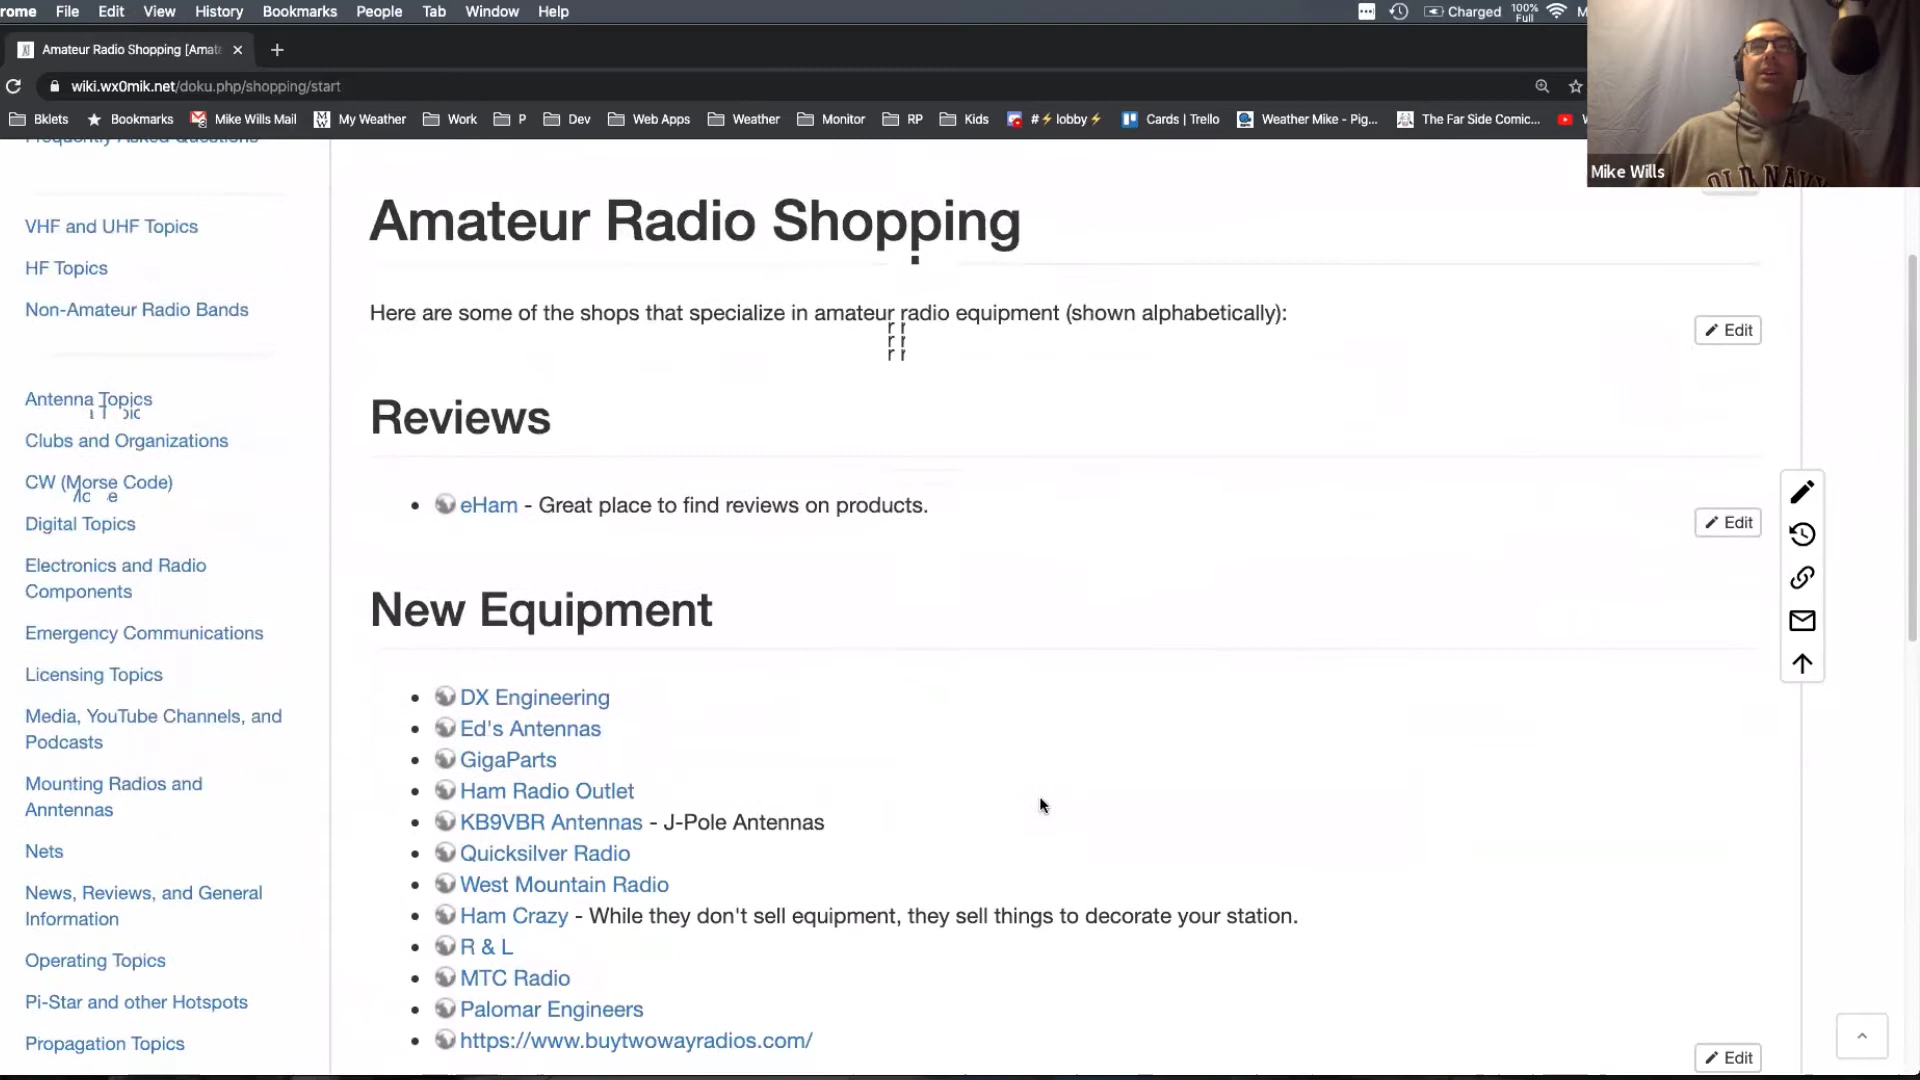 rome File Edit View History Bookmarks People Tab Window Help Charged 100% Full M
Amateur Radio Shopping [Amat
wiki.wx0mik.net/doku.php/shopping/start
Bklets Bookmarks Mike Wills Mail My Weather Work P Dev Web Apps Weather Monitor RP Kids #⚡lobby⚡ Cards | Trello Weather Mike - Pig... The Far Side Comic...
Mike Wills
OLD NAVY
Frequently Asked Questions
VHF and UHF Topics
HF Topics
Non-Amateur Radio Bands
Antenna Topics
Clubs and Organizations
CW (Morse Code)
Digital Topics
Electronics and Radio
Components
Emergency Communications
Licensing Topics
Media, YouTube Channels, and
Podcasts
Mounting Radios and
Anntennas
Nets
News, Reviews, and General
Information
Operating Topics
Pi-Star and other Hotspots
Propagation Topics
Amateur Radio Shopping
Here are some of the shops that specialize in amateur radio equipment (shown alphabetically):
Edit
Reviews
eHam - Great place to find reviews on products.
Edit
New Equipment
DX Engineering
Ed's Antennas
GigaParts
Ham Radio Outlet
KB9VBR Antennas - J-Pole Antennas
Quicksilver Radio
West Mountain Radio
Ham Crazy - While they don't sell equipment, they sell things to decorate your station.
R & L
MTC Radio
Palomar Engineers
https://www.buytwowayradios.com/
Edit